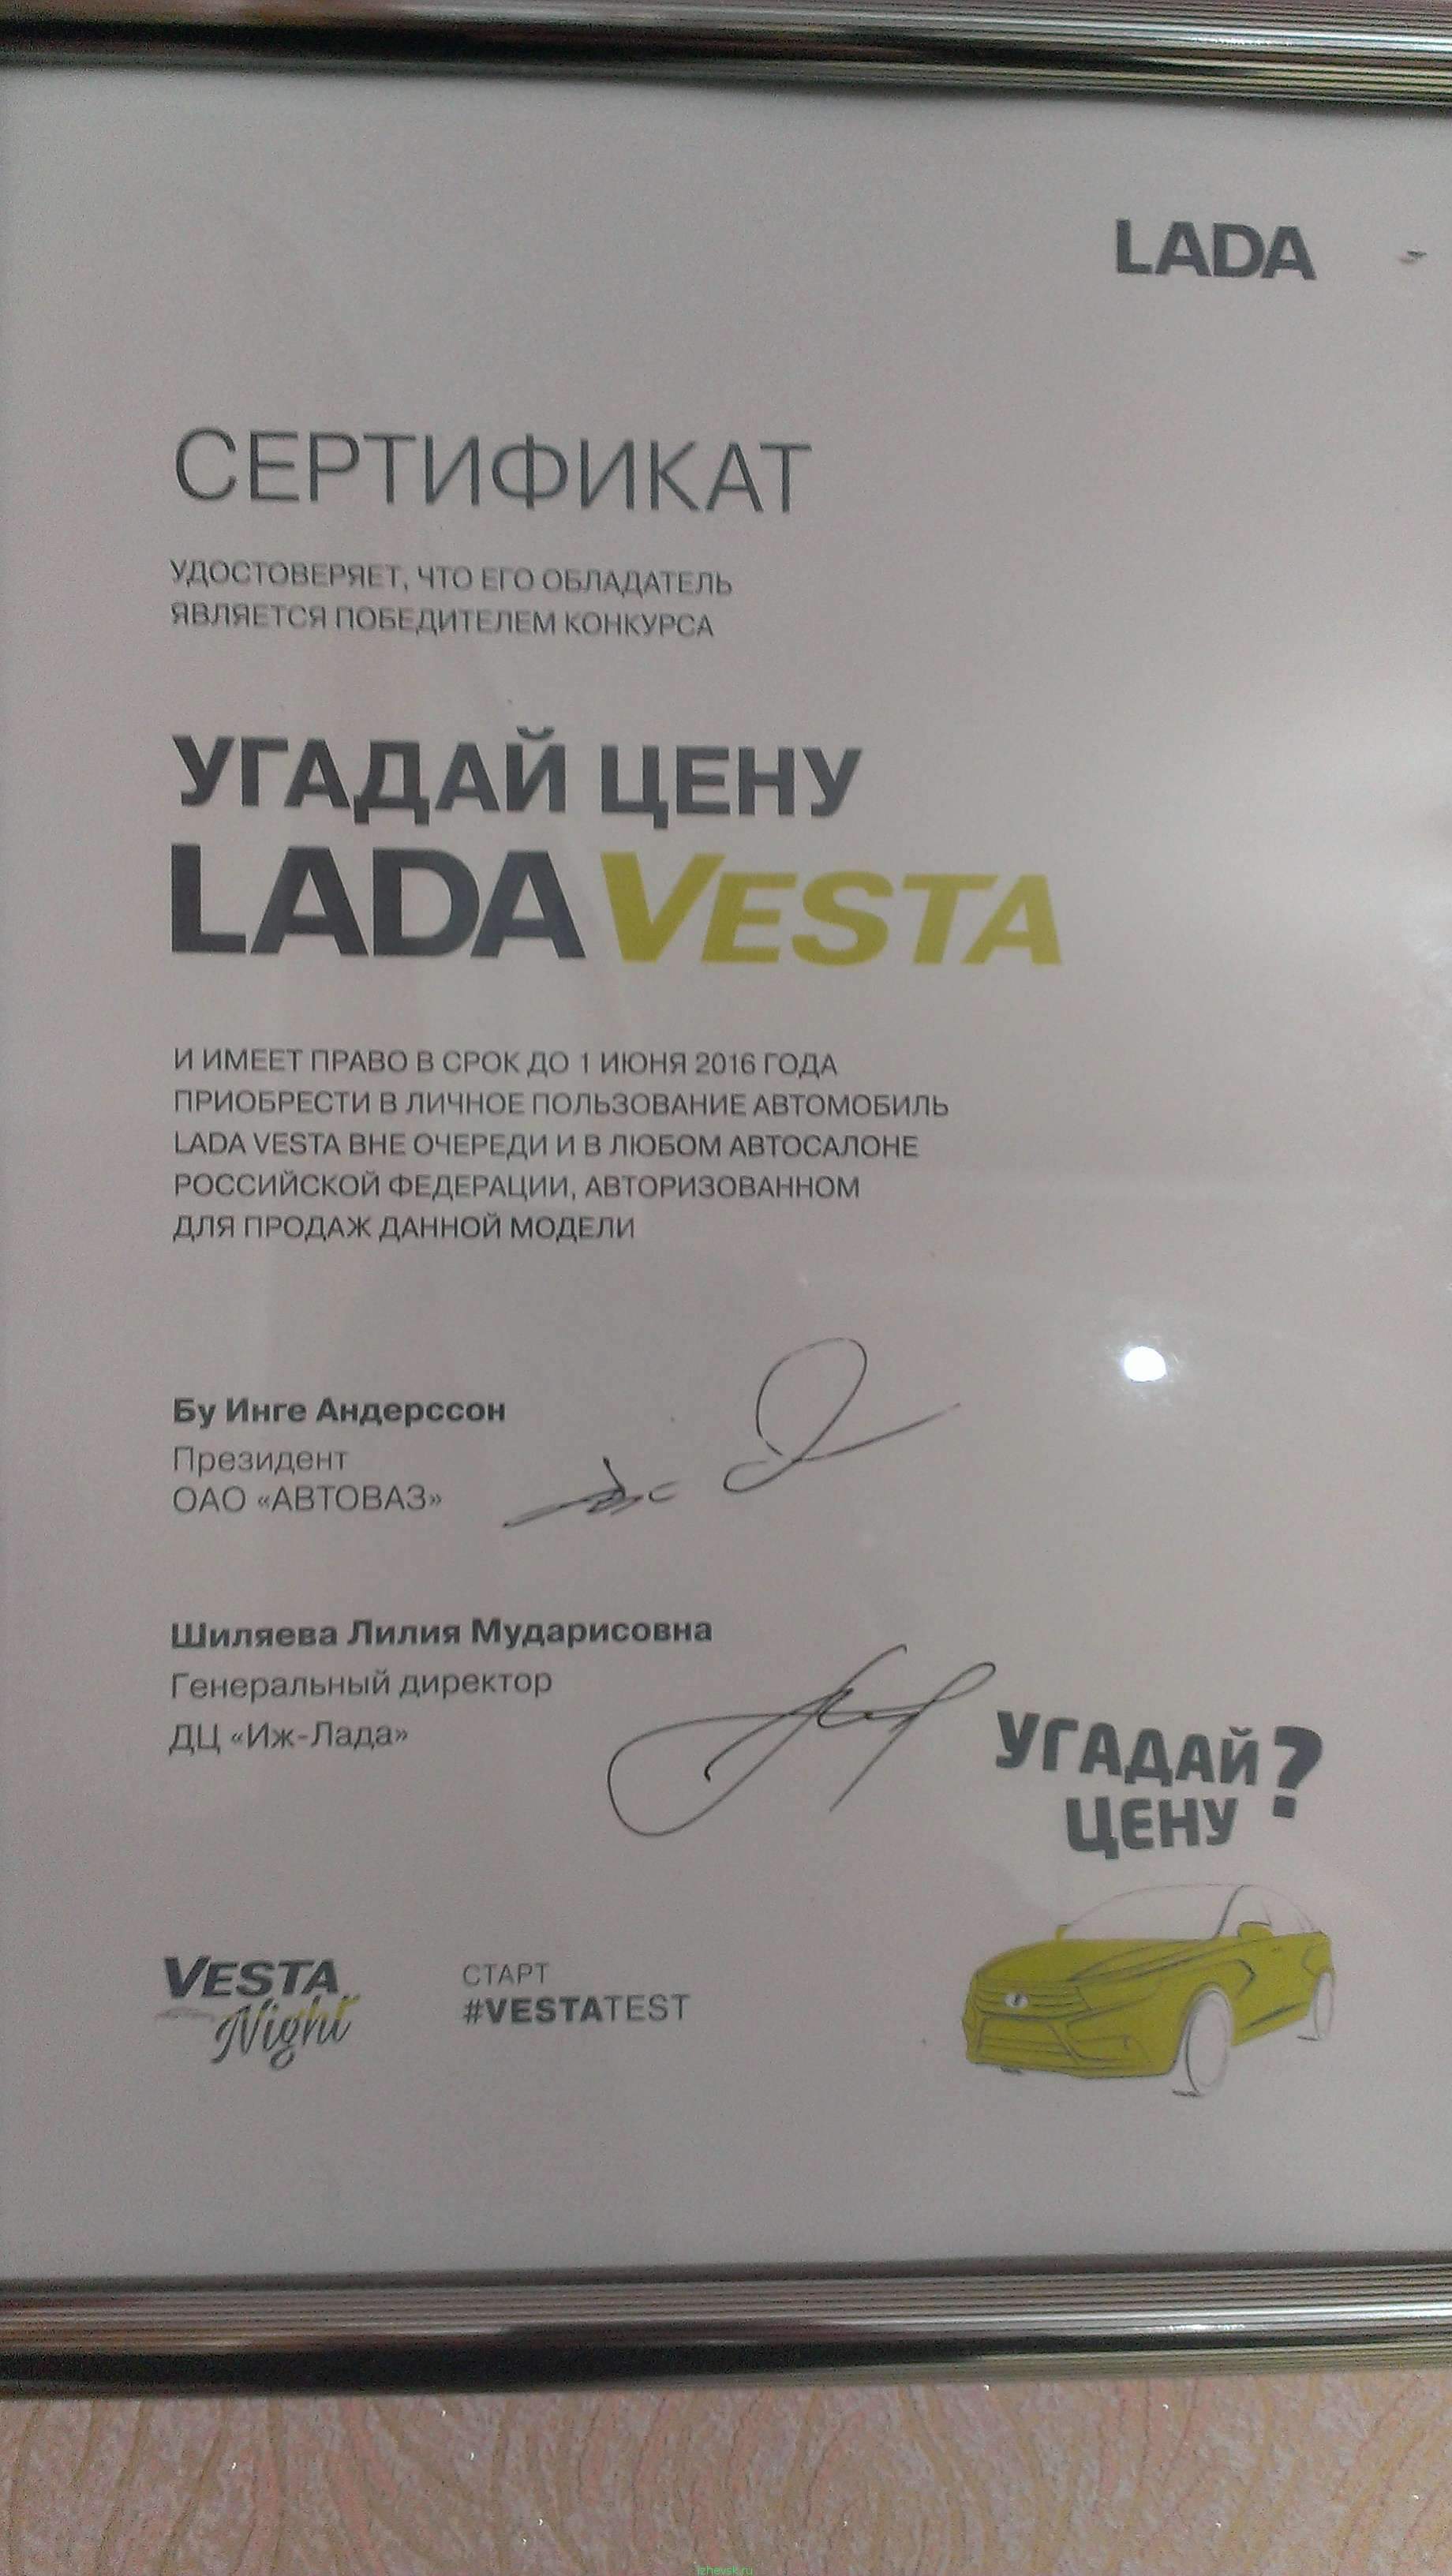 LADA
СЕРТИФИКАТ
УДОСТОВЕРЯЕТ, ЧТО ЕГО ОБЛАДАТЕЛЬ
ЯВЛЯЕТСЯ ПОБЕДИТЕЛЕМ КОНКУРСА
УГАДАЙ ЦЕНУ
LADA VESTA
И ИМЕЕТ ПРАВО В СРОК ДО 1 ИЮНЯ 2016 ГОДА
ПРИОБРЕСТИ В ЛИЧНОЕ ПОЛЬЗОВАНИЕ АВТОМОБИЛЬ
LADA VESTA ВНЕ ОЧЕРЕДИ И В ЛЮБОМ АВТОСАЛОНЕ
РОССИЙСКОЙ ФЕДЕРАЦИИ, АВТОРИЗОВАННОМ
ДЛЯ ПРОДАЖ ДАННОЙ МОДЕЛИ
Бу Инге Андерссон
Президент
ОАО «АВТОВАЗ»
Шиляева Лилия Мударисовна
Генеральный директор
ДЦ «Иж-Лада»
УГАДАЙ ?
ЦЕНУ
VESTA
Night
СТАРТ
#VESTATEST
izhevsk.ru